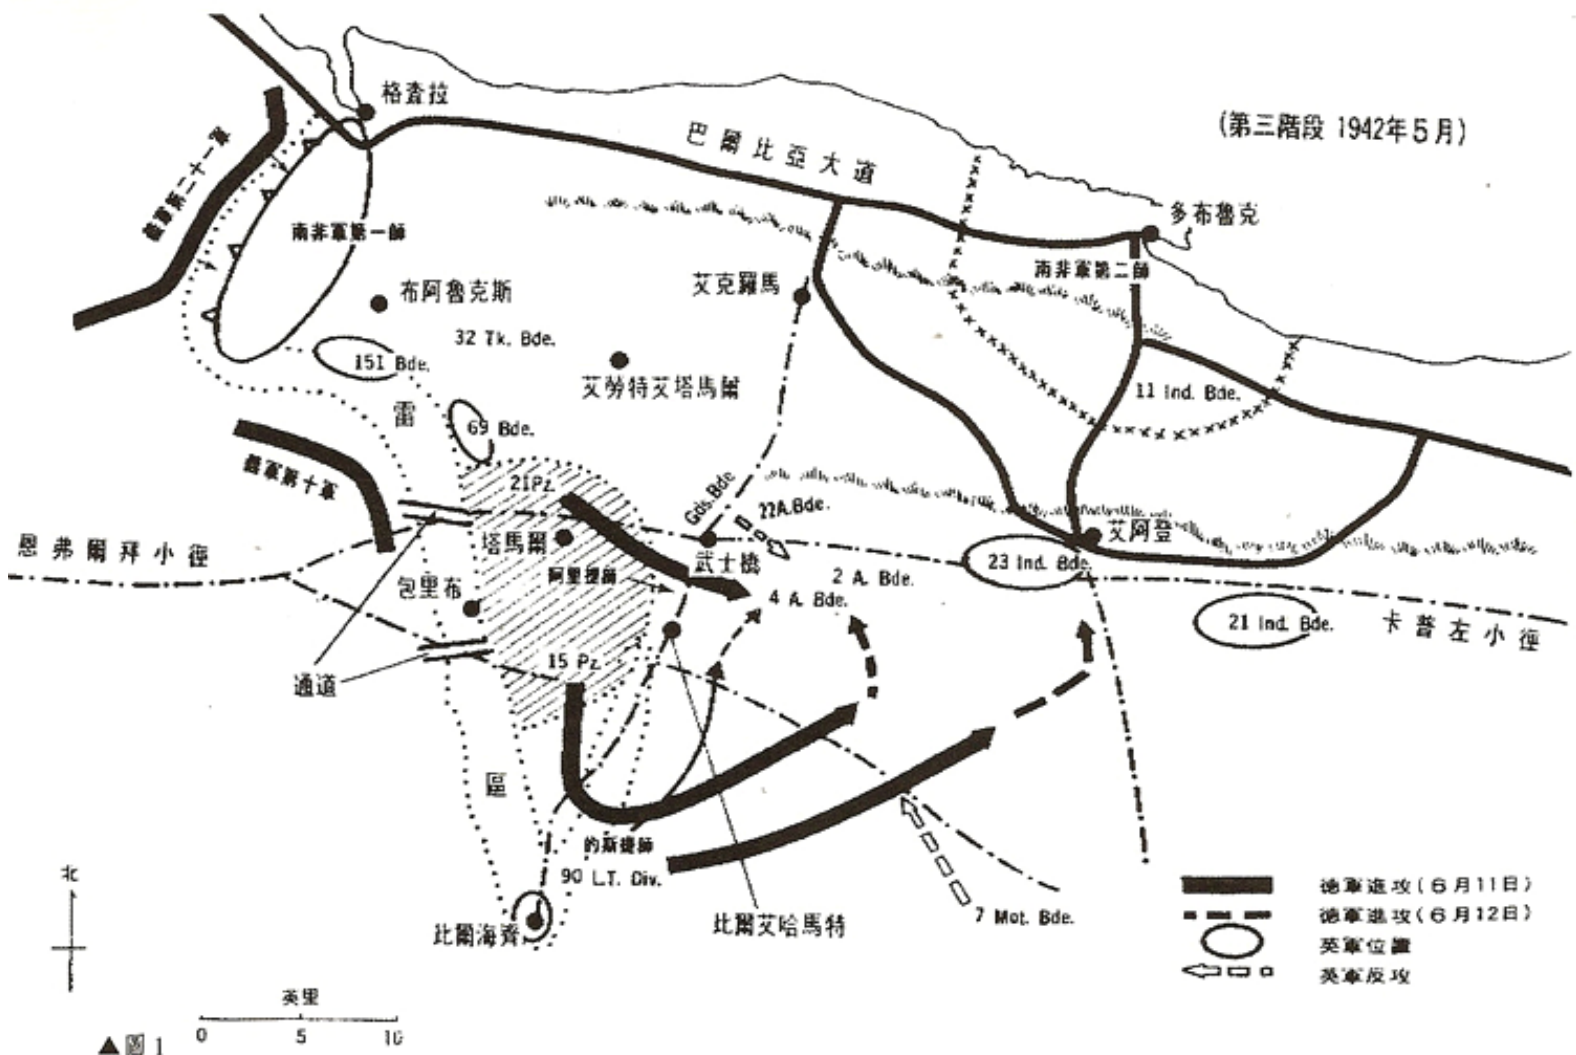 格查拉
(第三階段 1942年5月)
巴爾比亞大道
義軍第二十一軍
多布魯克
南非軍第一師
南非軍第二師
布阿魯克斯
艾克羅馬
32 Tk. Bde.
151 Bde.
艾勞特艾塔馬爾
11 Ind. Bde.
雷
69 Bde.
義軍第十軍
21Pz.
Gds.Bde
22A.Bde.
恩弗爾拜小徑
塔馬爾
武士橋
艾阿登
23 Ind. Bde.
阿里提師
2 A. Bde.
包里布
4 A. Bde.
21 Ind. Bde.
卡普左小徑
15 Pz.
通道
區
的斯提師
90 L.T. Div.
比爾海齊
比爾艾哈馬特
7 Mot. Bde.
北
德軍進攻(6月11日)
德軍進攻(6月12日)
英軍位置
英軍反攻
英里
0 5 10
▲圖1